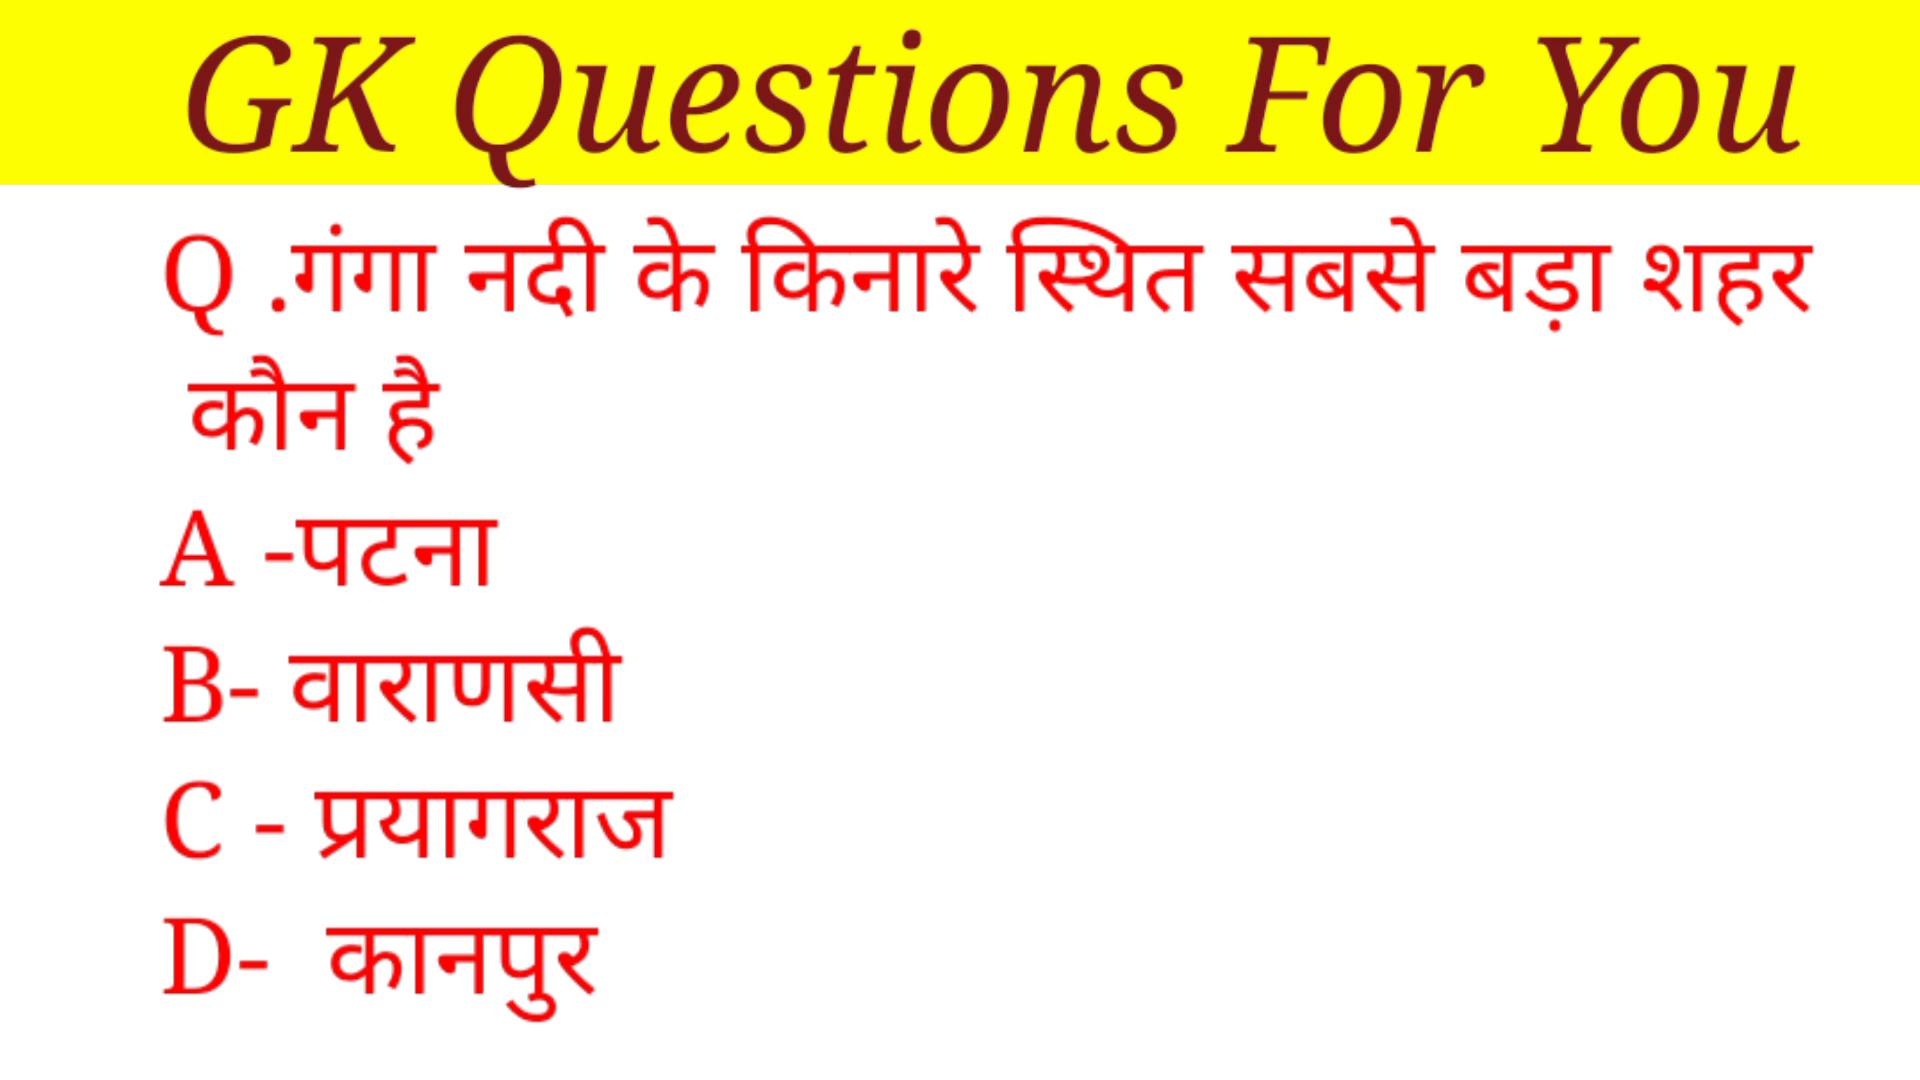 GK Questions For You
Q .गंगा नदी के किनारे स्थित सबसे बड़ा शहर
कौन है
A -पटना
B- वाराणसी
C - प्रयागराज
D- कानपुर